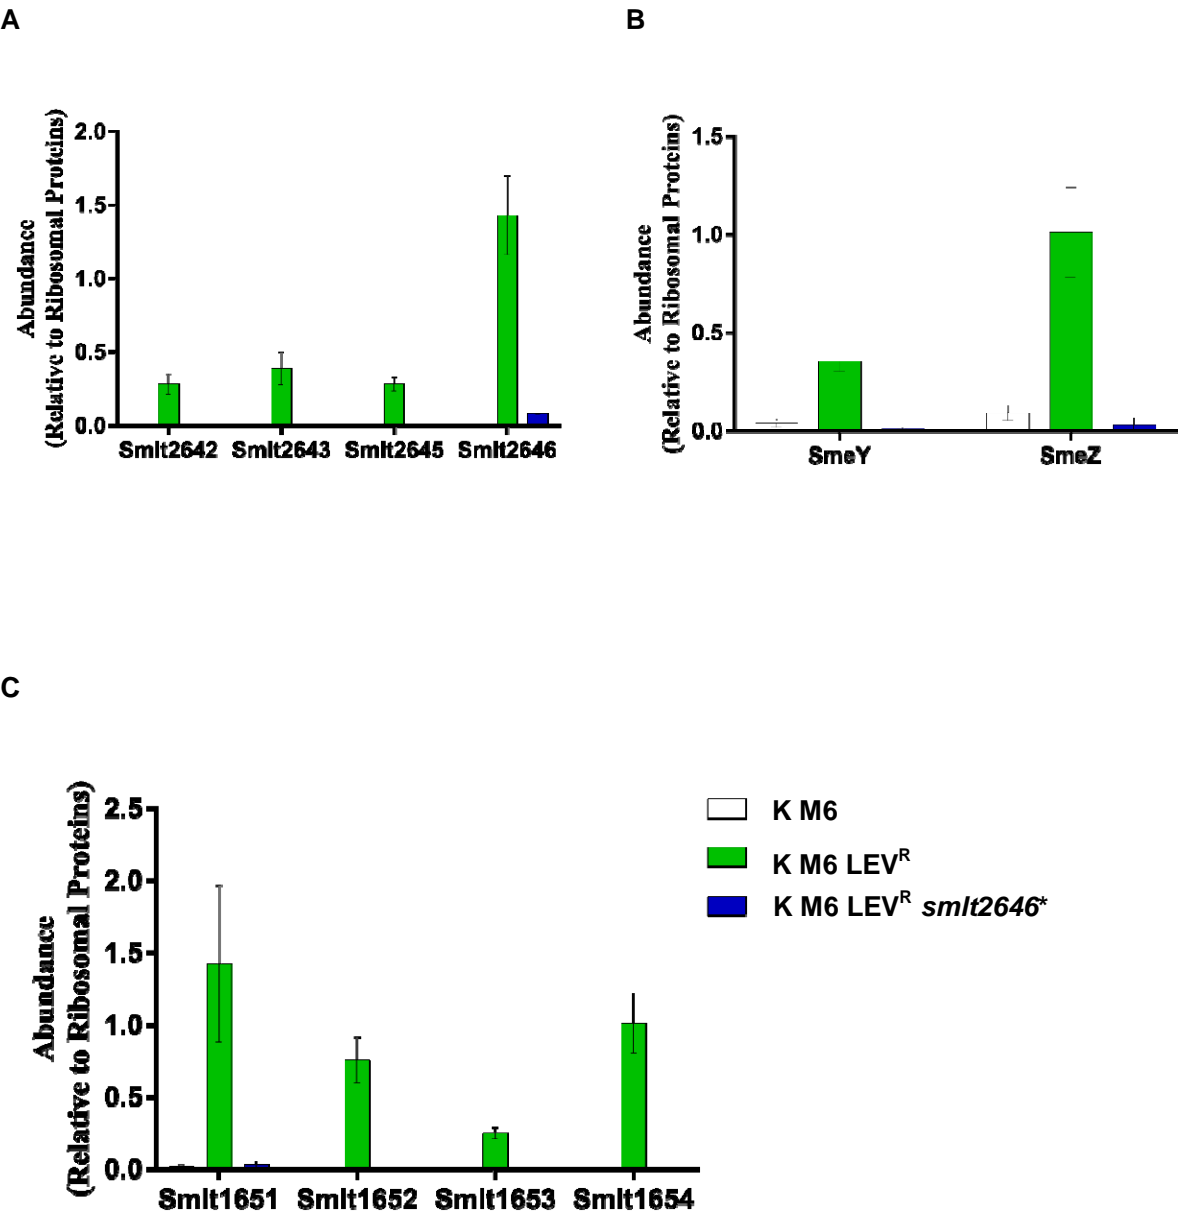 A
B
Abundance
(Relative to Ribosomal Proteins)
2.0
1.5
1.0
0.5
0.0
Smlt2642 Smlt2643 Smlt2645 Smlt2646
Abundance
(Relative to Ribosomal Proteins)
1.5
1.0
0.5
0.0
SmeY SmeZ
C
Abundance
(Relative to Ribosomal Proteins)
2.5
2.0
1.5
1.0
0.5
0.0
Smlt1651 Smlt1652 Smlt1653 Smlt1654
K M6
K M6 LEVᴿ
K M6 LEVᴿ smlt2646*